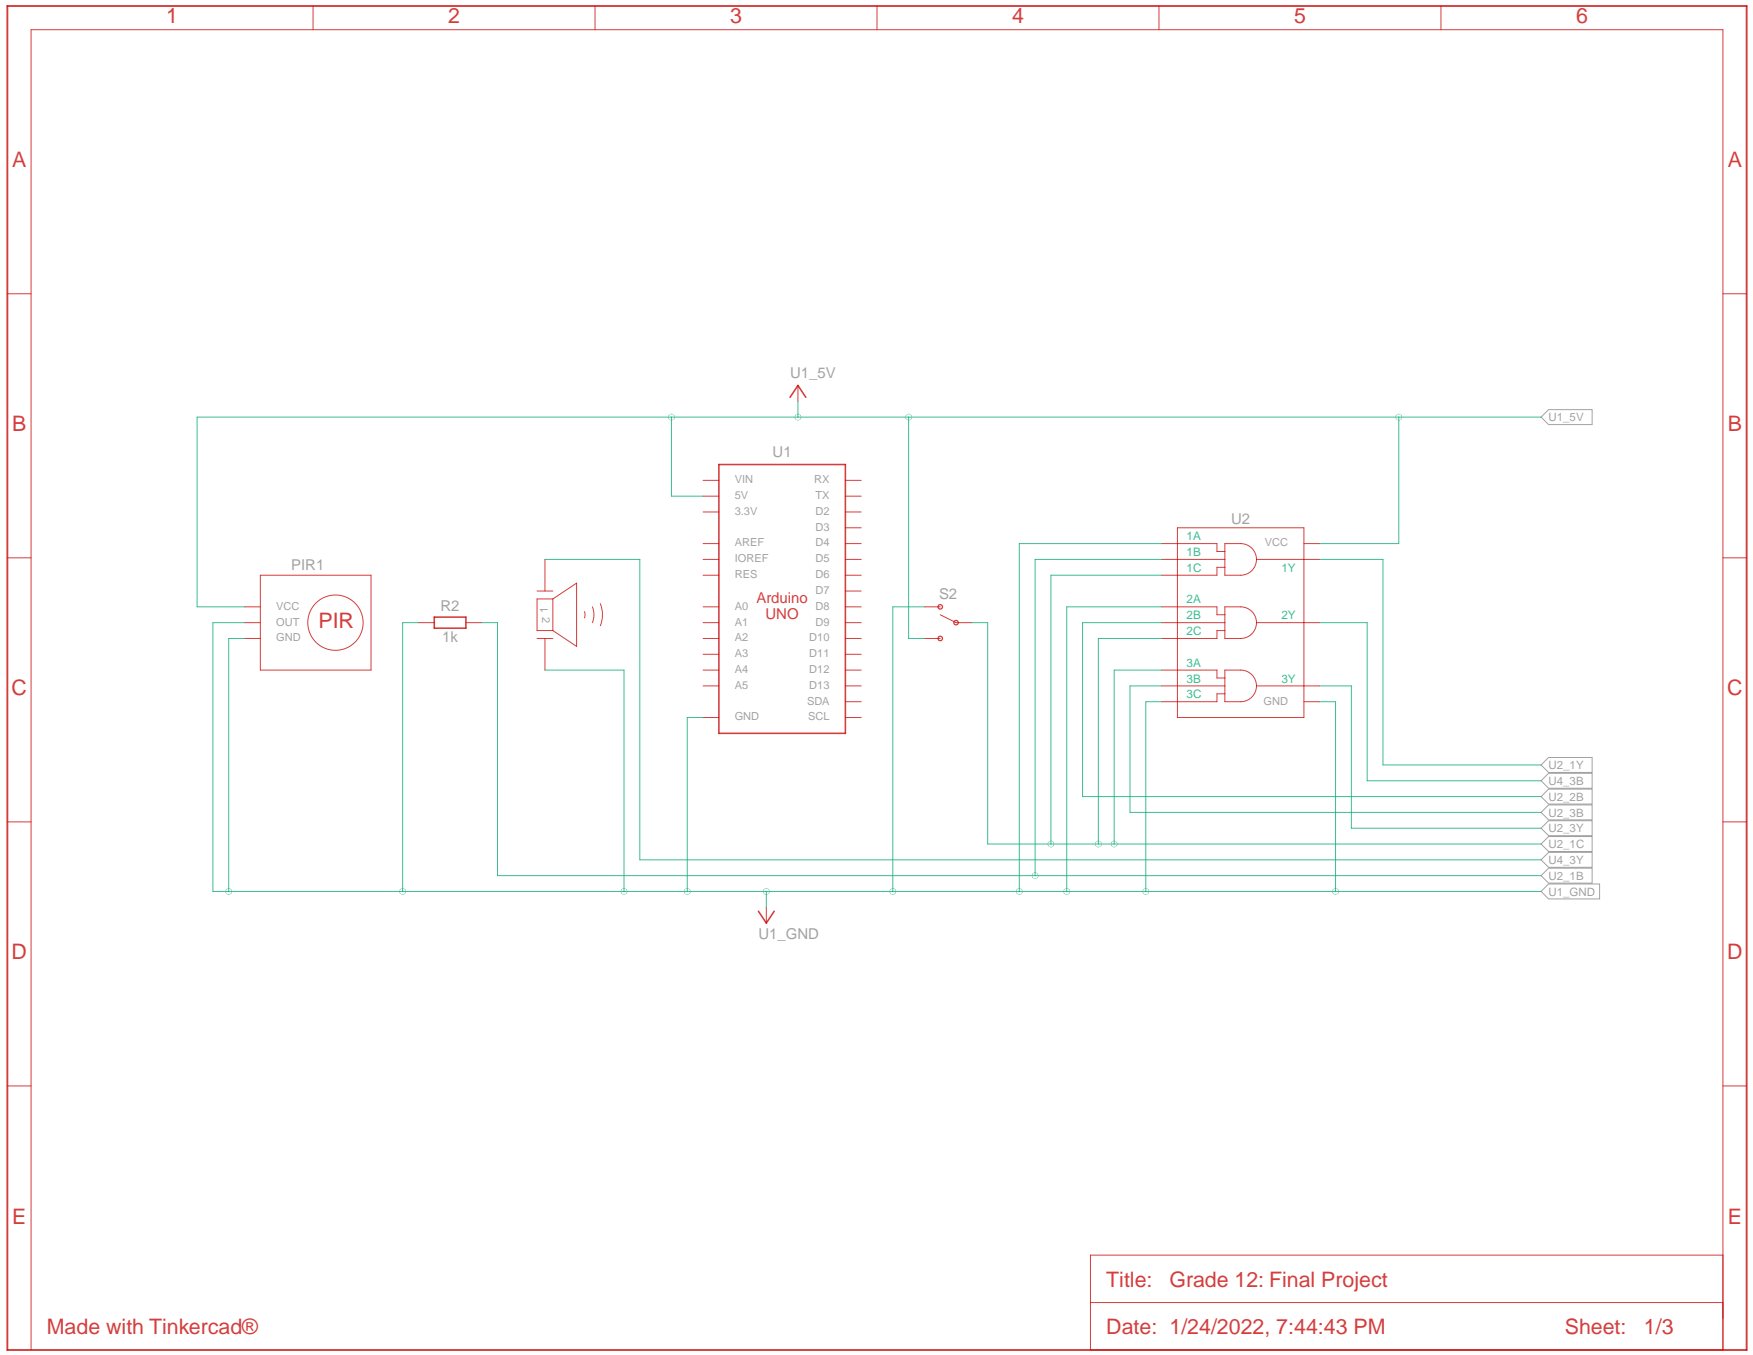 1 2 3 4 5 6
A A
U1_5V
B B
U1_5V
U1
VIN RX
5V TX
3.3V D2
D3
AREF D4
IOREF D5
RES D6
D7
A0 D8
A1 D9
A2 D10
A3 D11
A4 D12
A5 D13
SDA
GND SCL
Arduino
UNO
PIR1
VCC
OUT
GND
PIR
R2
1k
1
2
S2
U2
1A VCC
1B
1C 1Y
2A
2B 2Y
2C
3A
3B 3Y
3C GND
C C
U2_1Y
U4_3B
U2_2B
U2_3B
U2_3Y
U2_1C
U4_3Y
U2_1B
U1_GND
U1_GND
D D
E E
Title: Grade 12: Final Project
Made with Tinkercad®
Date: 1/24/2022, 7:44:43 PM Sheet: 1/3